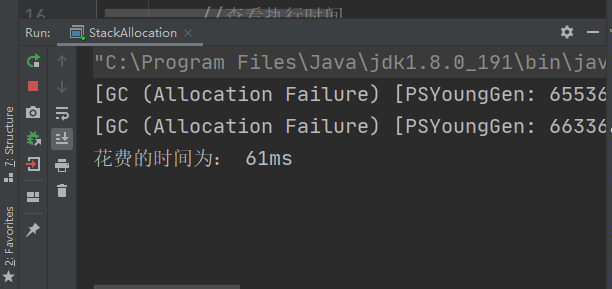 16 //查看执行时间
Run: StackAllocation
"C:\Program Files\Java\jdk1.8.0_191\bin\jav
[GC (Allocation Failure) [PSYoungGen: 65536
[GC (Allocation Failure) [PSYoungGen: 66336
花费的时间为： 61ms
7: Structure
2: Favorites